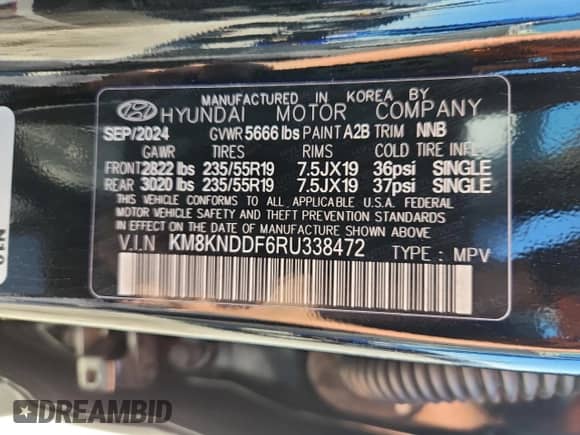 MANUFACTURED IN KOREA BY
HYUNDAI MOTOR COMPANY
SEP/2024 GVWR 5666 lbs PAINT A2B TRIM NNB
GAWR TIRES RIMS COLD TIRE INFL
FRONT 2822 lbs 235/55R19 7.5JX19 36psi SINGLE
REAR 3020 lbs 235/55R19 7.5JX19 37psi SINGLE
THIS VEHICLE CONFORMS TO ALL APPLICABLE U.S.A FEDERAL
MOTOR VEHICLE SAFETY AND THEFT PREVENTION STANDARDS
IN EFFECT ON THE DATE OF MANUFACTURE SHOWN ABOVE.
V.I.N KM8KNDDF6RU338472 TYPE : MPV
DREAMBID